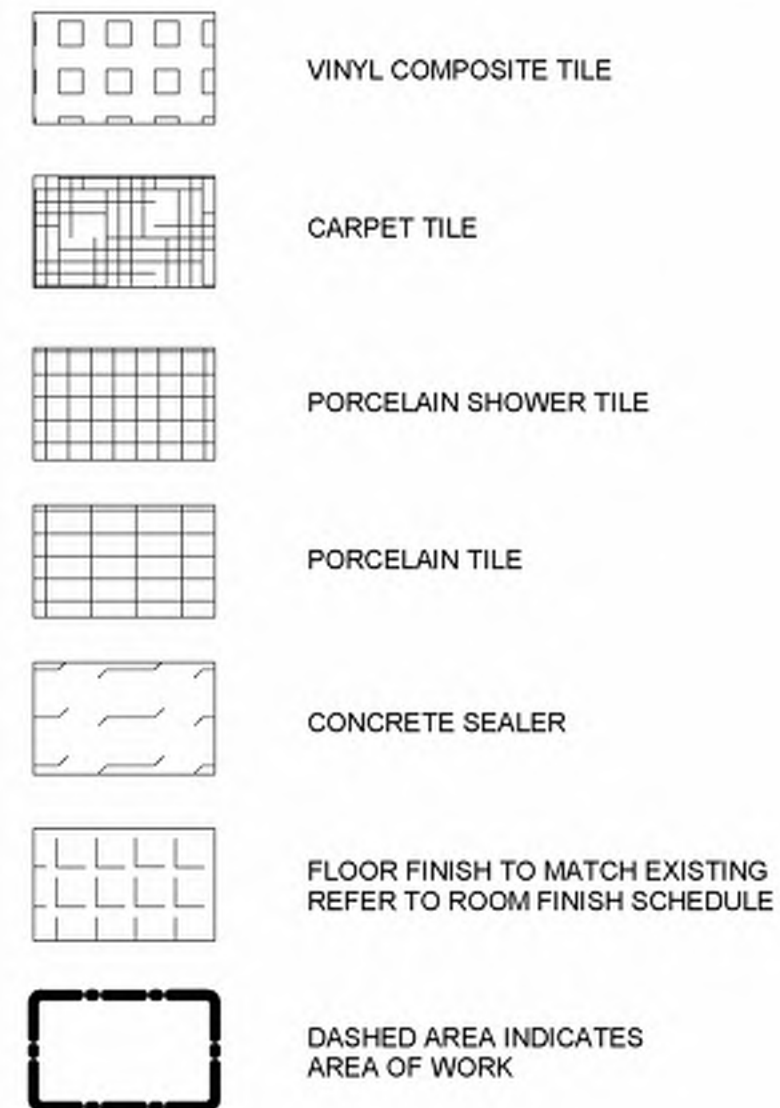 VINYL COMPOSITE TILE
CARPET TILE
PORCELAIN SHOWER TILE
PORCELAIN TILE
CONCRETE SEALER
FLOOR FINISH TO MATCH EXISTING
REFER TO ROOM FINISH SCHEDULE
DASHED AREA INDICATES
AREA OF WORK